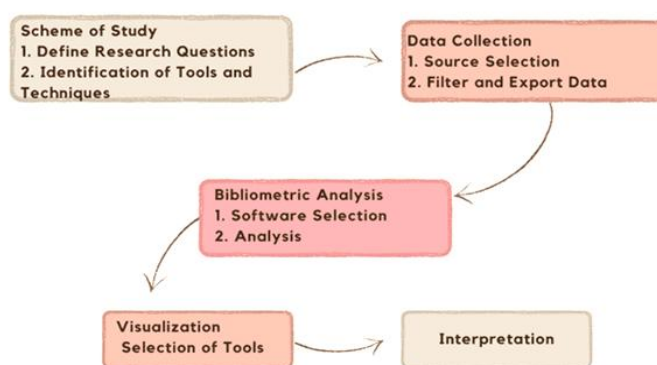 Scheme of Study
1. Define Research Questions
2. Identification of Tools and
Techniques
Data Collection
1. Source Selection
2. Filter and Export Data
Bibliometric Analysis
1. Software Selection
2. Analysis
Visualization
Selection of Tools
Interpretation